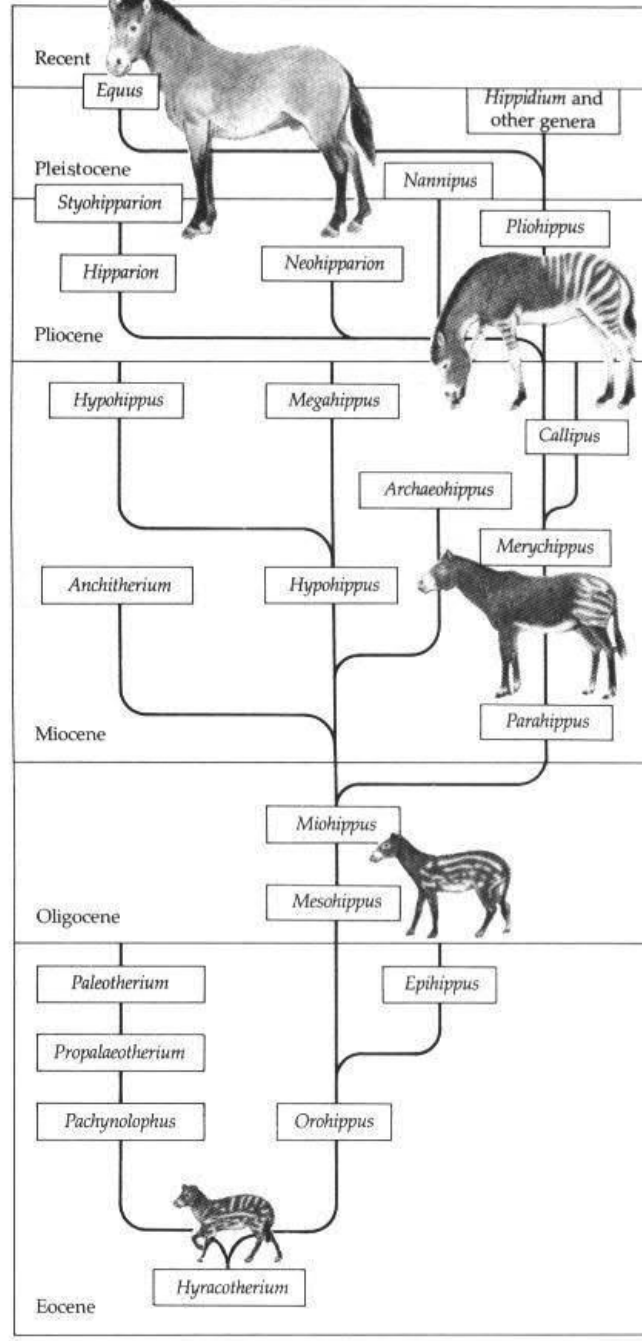 Recent
Equus
Hippidium and
other genera
Pleistocene
Nannipus
Styohipparion
Pliohippus
Hipparion
Neohipparion
Pliocene
Hypohippus
Megahippus
Callipus
Archaeohippus
Merychippus
Anchitherium
Hypohippus
Parahippus
Miocene
Miohippus
Mesohippus
Oligocene
Paleotherium
Epihippus
Propalaeotherium
Pachynolophus
Orohippus
Hyracotherium
Eocene